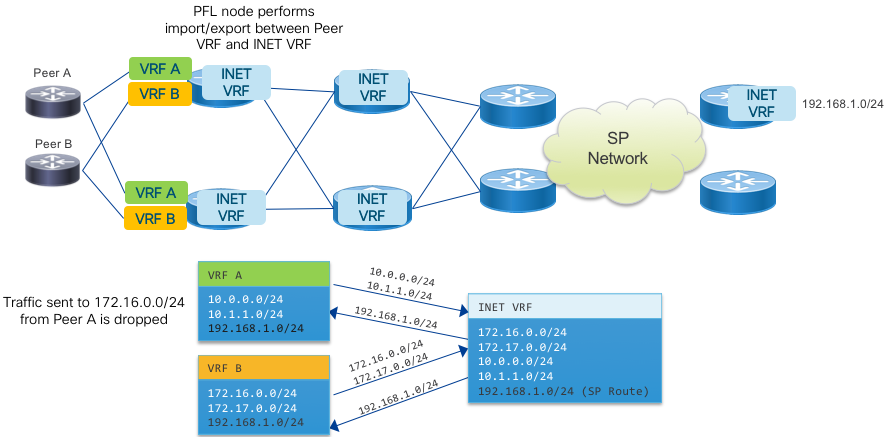 PFL node performs
import/export between Peer
VRF and INET VRF
Peer A
VRF A
VRF B
INET
VRF
INET
VRF
INET
VRF
192.168.1.0/24
Peer B
SP
Network
VRF A
VRF B
INET
VRF
INET
VRF
Traffic sent to 172.16.0.0/24
from Peer A is dropped
VRF A
10.0.0.0/24
10.1.1.0/24
192.168.1.0/24
10.0.0.0/24
10.1.1.0/24
192.168.1.0/24
VRF B
172.16.0.0/24
172.17.0.0/24
192.168.1.0/24
172.16.0.0/24
172.17.0.0/24
192.168.1.0/24
INET VRF
172.16.0.0/24
172.17.0.0/24
10.0.0.0/24
10.1.1.0/24
192.168.1.0/24 (SP Route)